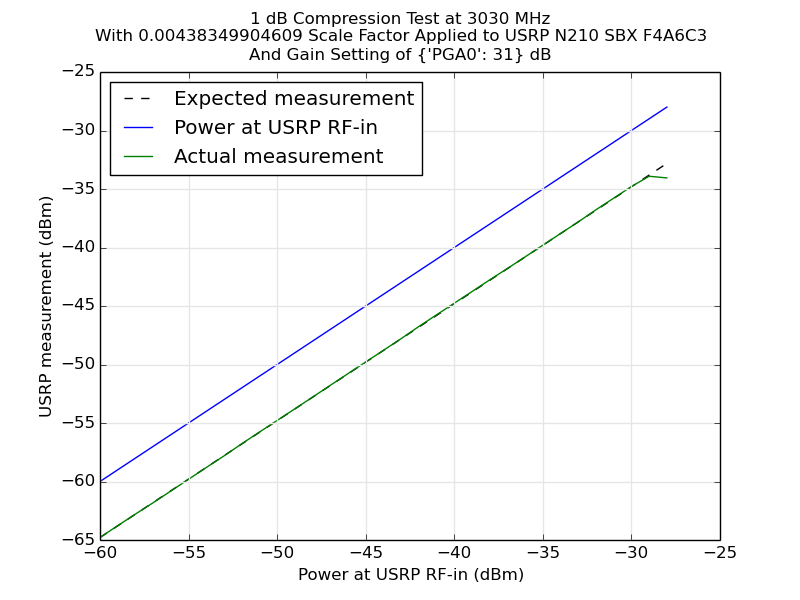 1 dB Compression Test at 3030 MHz
With 0.00438349904609 Scale Factor Applied to USRP N210 SBX F4A6C3
And Gain Setting of {'PGA0': 31} dB
Expected measurement
Power at USRP RF-in
Actual measurement
−25
−30
−35
−40
−45
−50
−55
−60
−65
USRP measurement (dBm)
−60 −55 −50 −45 −40 −35 −30 −25
Power at USRP RF-in (dBm)